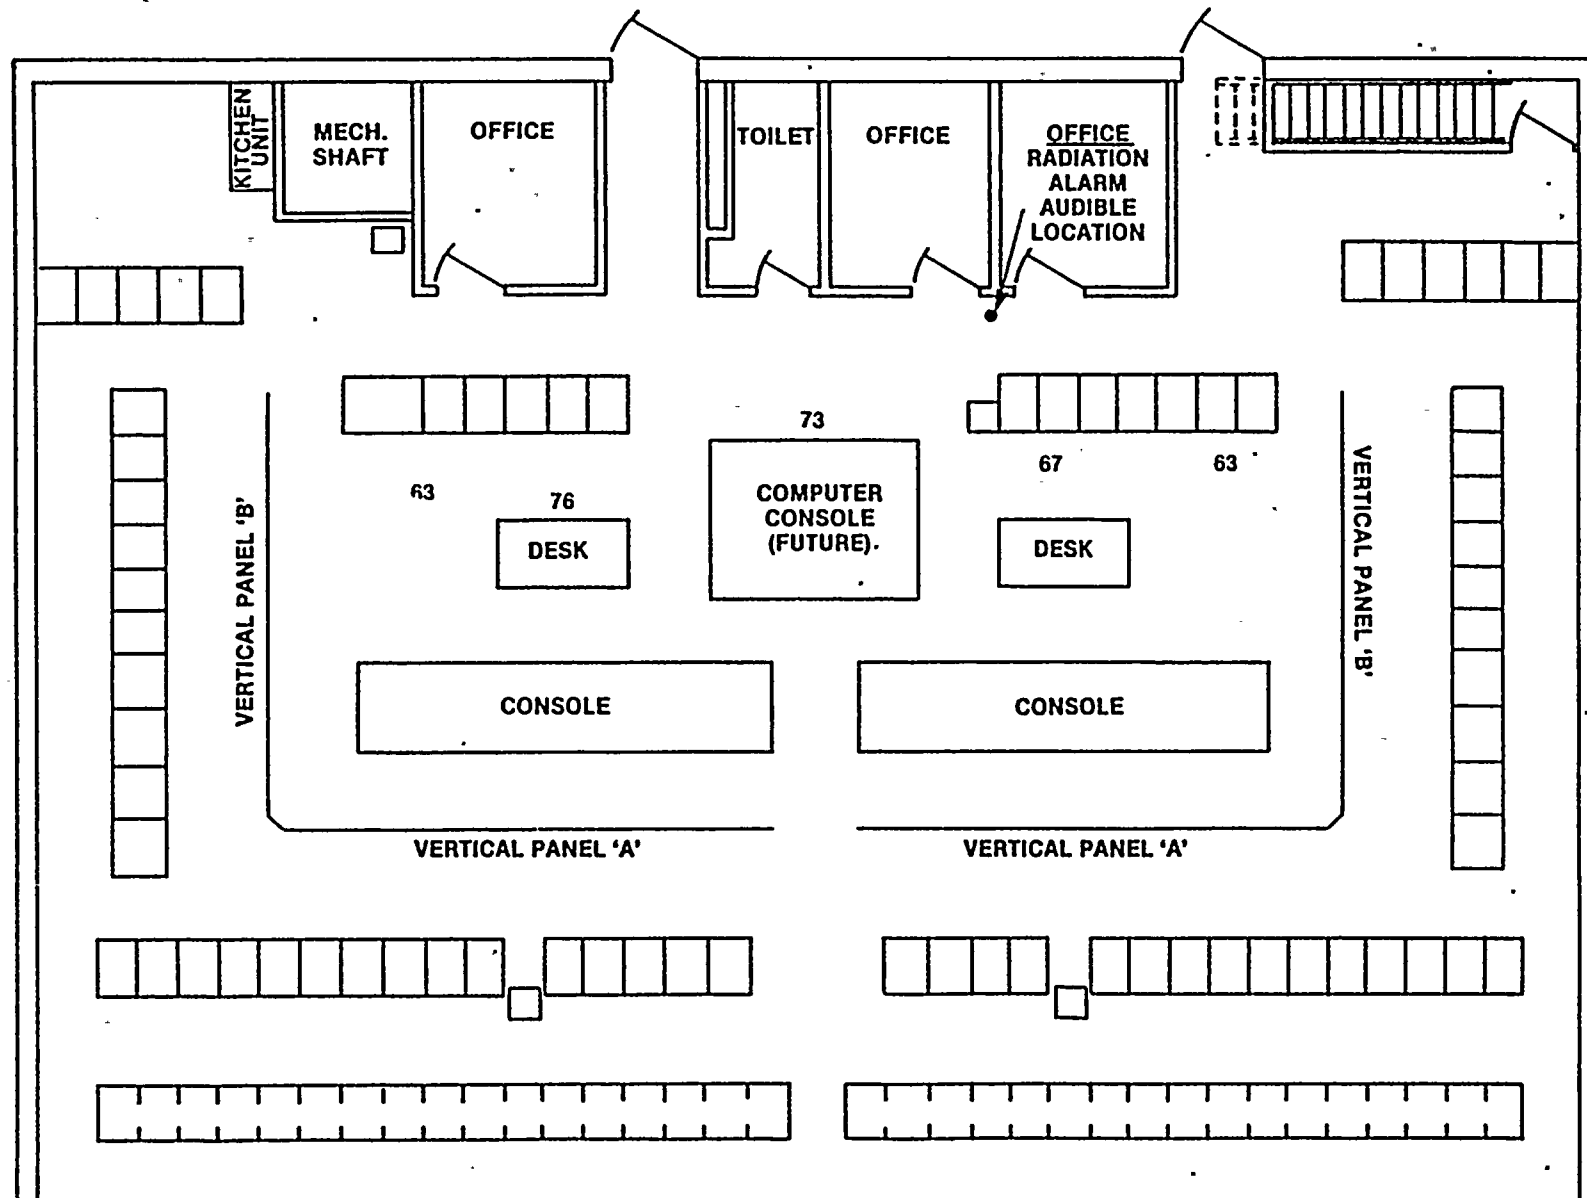 KITCHEN
UNIT
MECH.
SHAFT
OFFICE
TOILET
OFFICE
OFFICE
RADIATION
ALARM
AUDIBLE
LOCATION
73
63
76
67
63
COMPUTER
CONSOLE
(FUTURE)
DESK
DESK
VERTICAL PANEL 'B'
VERTICAL PANEL 'B'
CONSOLE
CONSOLE
VERTICAL PANEL 'A'
VERTICAL PANEL 'A'